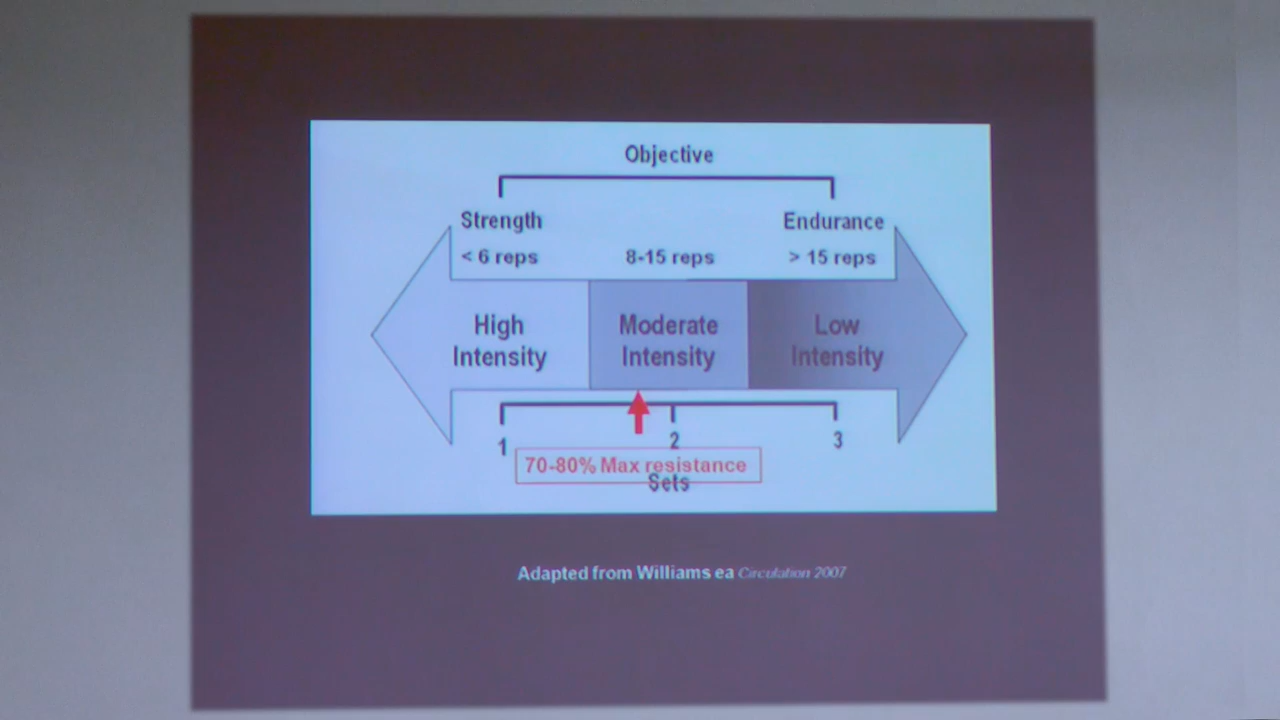 Objective
Strength Endurance
< 6 reps 8-15 reps > 15 reps
High Intensity
Moderate Intensity
Low Intensity
1 2 3
70-80% Max resistance
Sets
Adapted from Williams ea Circulation 2007